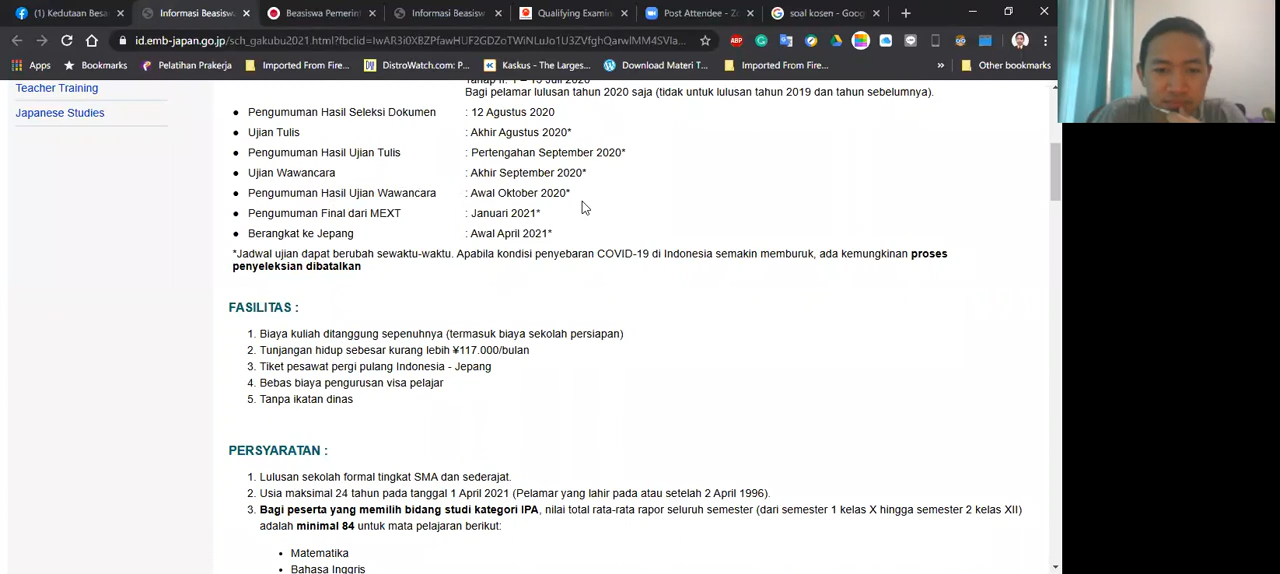 (1) Kedutaan Besa
Informasi Beasisw
Beasiswa Pemerin
Informasi Beasisw
Qualifying Examin
Post Attendee - Zo
soal kosen - Goog
id.emb-japan.go.jp/sch_gakubu2021.html?fbclid=IwAR3i0XBZPfawHUF2GDZoTWiNLuJo1U3ZVfghQarwlMM4SVIa...
Apps
Bookmarks
Pelatihan Prakerja
Imported From Fire...
DistroWatch.com: P...
Kaskus - The Larges...
Download Materi T...
Imported From Fire...
»
Other bookmarks
Teacher Training
Japanese Studies
Tahap II: 1 – 15 Juli 2020
Bagi pelamar lulusan tahun 2020 saja (tidak untuk lulusan tahun 2019 dan tahun sebelumnya).
● Pengumuman Hasil Seleksi Dokumen : 12 Agustus 2020
● Ujian Tulis : Akhir Agustus 2020*
● Pengumuman Hasil Ujian Tulis : Pertengahan September 2020*
● Ujian Wawancara : Akhir September 2020*
● Pengumuman Hasil Ujian Wawancara : Awal Oktober 2020*
● Pengumuman Final dari MEXT : Januari 2021*
● Berangkat ke Jepang : Awal April 2021*
*Jadwal ujian dapat berubah sewaktu-waktu. Apabila kondisi penyebaran COVID-19 di Indonesia semakin memburuk, ada kemungkinan proses
penyeleksian dibatalkan
FASILITAS :
1. Biaya kuliah ditanggung sepenuhnya (termasuk biaya sekolah persiapan)
2. Tunjangan hidup sebesar kurang lebih ¥117.000/bulan
3. Tiket pesawat pergi pulang Indonesia - Jepang
4. Bebas biaya pengurusan visa pelajar
5. Tanpa ikatan dinas
PERSYARATAN :
1. Lulusan sekolah formal tingkat SMA dan sederajat.
2. Usia maksimal 24 tahun pada tanggal 1 April 2021 (Pelamar yang lahir pada atau setelah 2 April 1996).
3. Bagi peserta yang memilih bidang studi kategori IPA, nilai total rata-rata rapor seluruh semester (dari semester 1 kelas X hingga semester 2 kelas XII)
adalah minimal 84 untuk mata pelajaran berikut:
• Matematika
• Bahasa Inggris